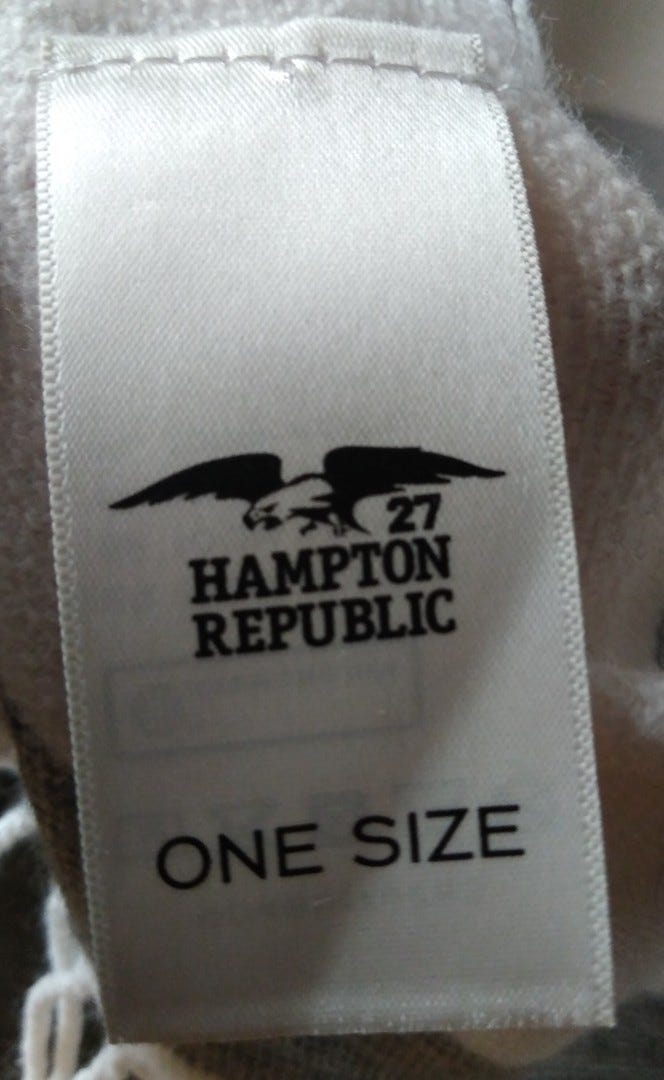 27
HAMPTON
REPUBLIC
ONE SIZE